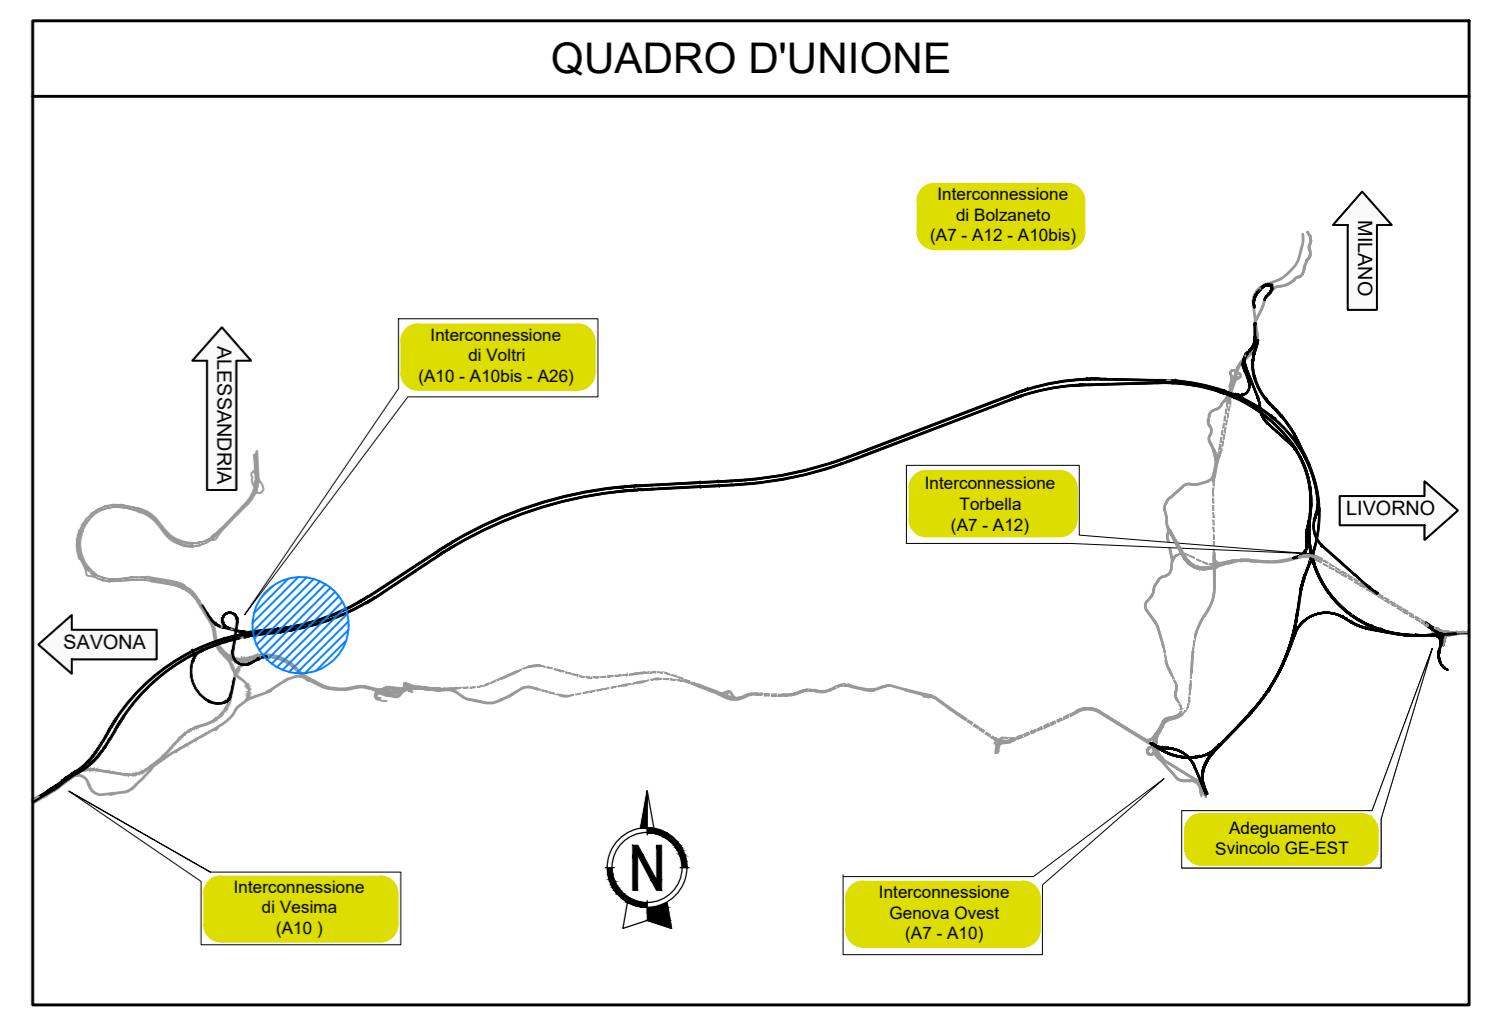 QUADRO D'UNIONE
Interconnessione
di Bolzaneto
(A7 - A12 - A10bis)
MILANO
Interconnessione
di Voltri
(A10 - A10bis - A26)
ALESSANDRIA
Interconnessione
Torbella
(A7 - A12)
LIVORNO
SAVONA
Adeguamento
Svincolo GE-EST
Interconnessione
di Vesima
(A10 )
N
Interconnessione
Genova Ovest
(A7 - A10)